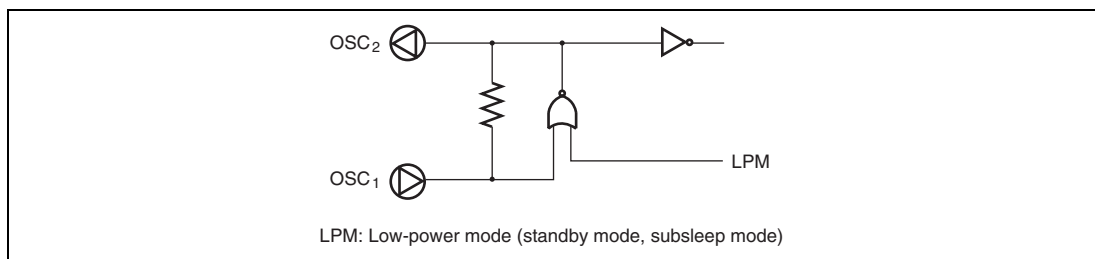 OSC₂
OSC₁
LPM
LPM: Low-power mode (standby mode, subsleep mode)